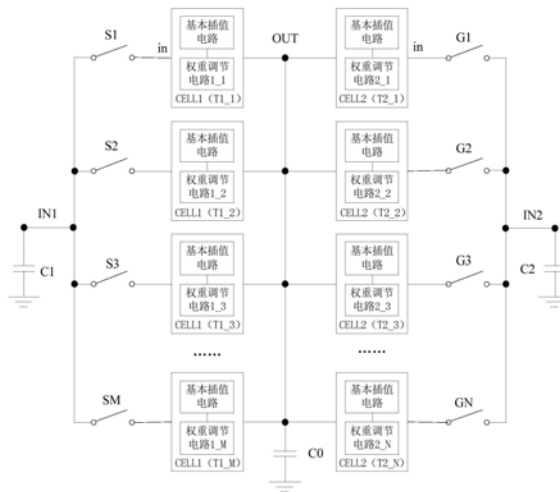 S1
in
基本插值
电路
权重调节
电路1_1
CELL1（T1_1）
OUT
基本插值
电路
权重调节
电路2_1
CELL2（T2_1）
in
G1
S2
基本插值
电路
权重调节
电路1_2
CELL1（T1_2）
基本插值
电路
权重调节
电路2_2
CELL2（T2_2）
G2
IN1
C1
IN2
C2
S3
基本插值
电路
权重调节
电路1_3
CELL1（T1_3）
基本插值
电路
权重调节
电路2_3
CELL2（T2_3）
G3
......
......
SM
基本插值
电路
权重调节
电路1_M
CELL1（T1_M）
基本插值
电路
权重调节
电路2_N
CELL2（T2_N）
GN
C0